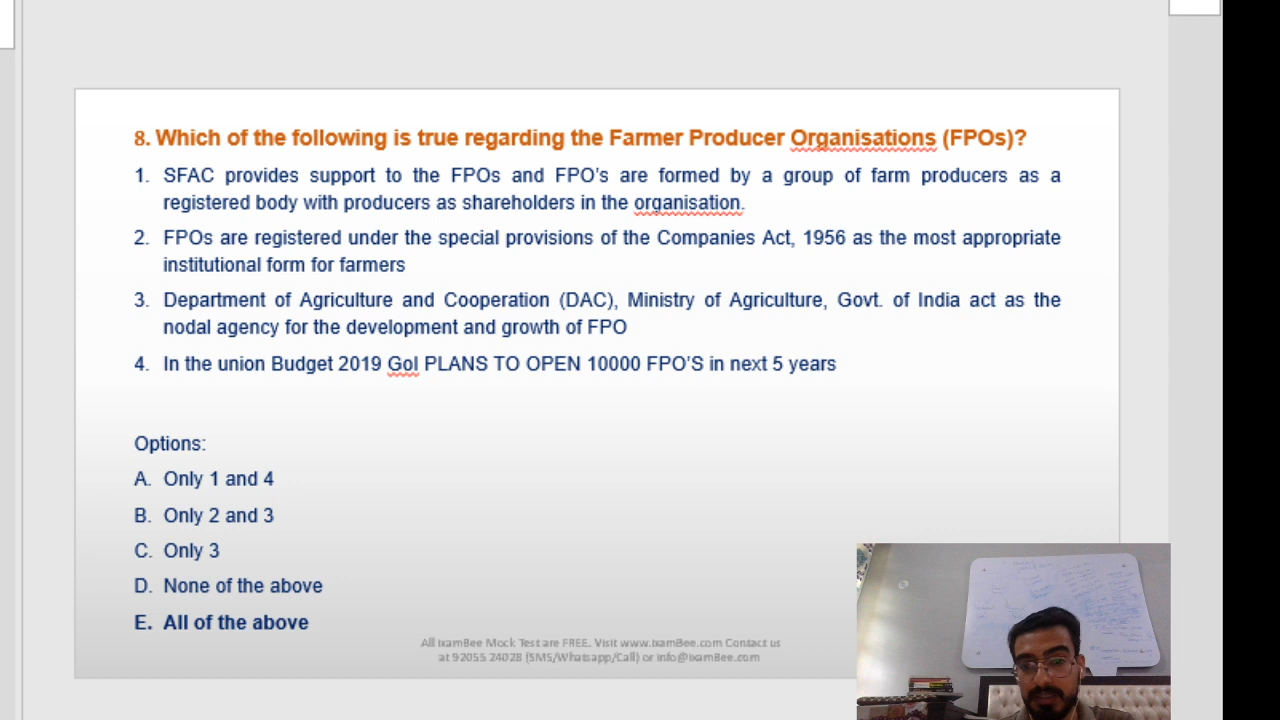 8. Which of the following is true regarding the Farmer Producer Organisations (FPOs)?
1. SFAC provides support to the FPOs and FPO's are formed by a group of farm producers as a
registered body with producers as shareholders in the organisation.
2. FPOs are registered under the special provisions of the Companies Act, 1956 as the most appropriate
institutional form for farmers
3. Department of Agriculture and Cooperation (DAC), Ministry of Agriculture, Govt. of India act as the
nodal agency for the development and growth of FPO
4. In the union Budget 2019 GoI PLANS TO OPEN 10000 FPO'S in next 5 years
Options:
A. Only 1 and 4
B. Only 2 and 3
C. Only 3
D. None of the above
E. All of the above
All ixamBee Mock Test are FREE. Visit www.ixamBee.com Contact us
at 92055 24028 (SMS/Whatsapp/Call) or info@ixamBee.com